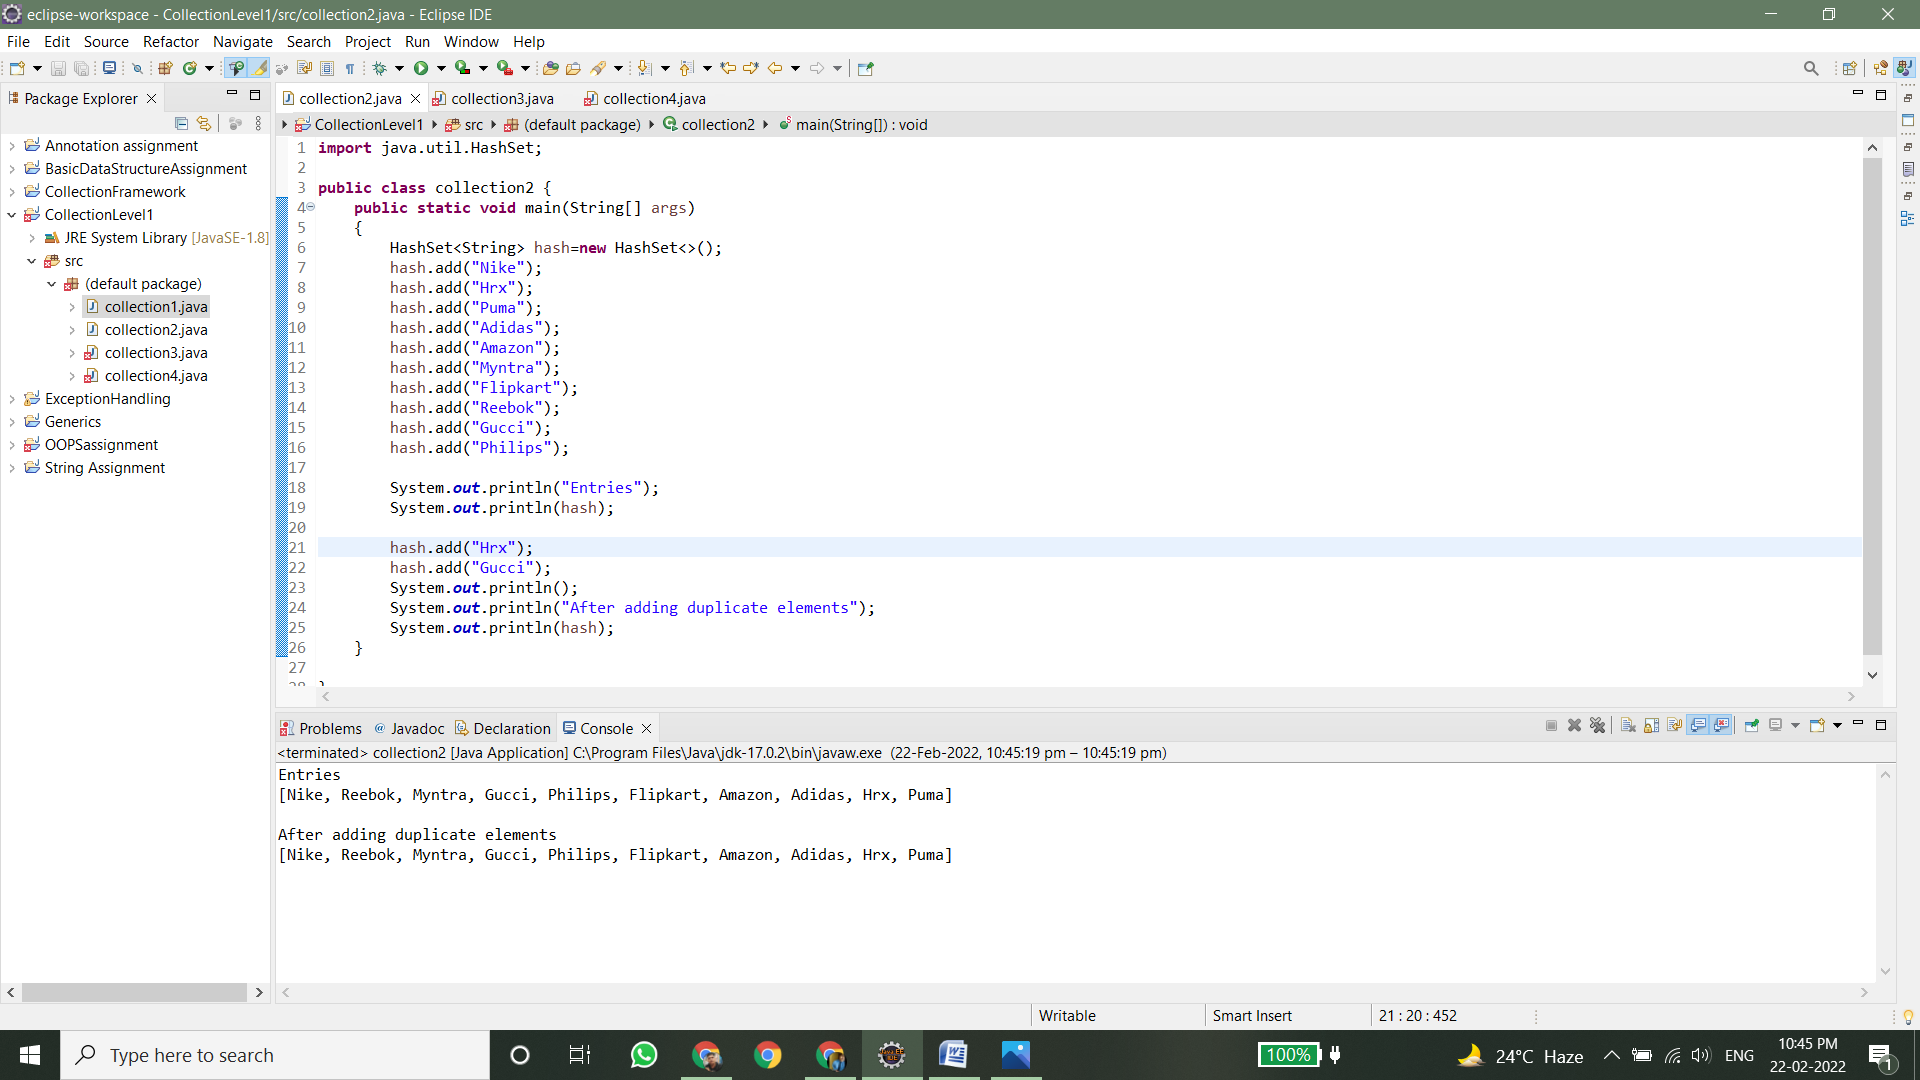 eclipse-workspace - CollectionLevel1/src/collection2.java - Eclipse IDE
File Edit Source Refactor Navigate Search Project Run Window Help
Package Explorer
collection2.java collection3.java collection4.java
CollectionLevel1 src (default package) collection2 main(String[]) : void
Annotation assignment
BasicDataStructureAssignment
CollectionFramework
CollectionLevel1
JRE System Library [JavaSE-1.8]
src
(default package)
collection1.java
collection2.java
collection3.java
collection4.java
ExceptionHandling
Generics
OOPSassignment
String Assignment
1 import java.util.HashSet;
2
3 public class collection2 {
4 public static void main(String[] args)
5 {
6 HashSet<String> hash=new HashSet<>();
7 hash.add("Nike");
8 hash.add("Hrx");
9 hash.add("Puma");
10 hash.add("Adidas");
11 hash.add("Amazon");
12 hash.add("Myntra");
13 hash.add("Flipkart");
14 hash.add("Reebok");
15 hash.add("Gucci");
16 hash.add("Philips");
17
18 System.out.println("Entries");
19 System.out.println(hash);
20
21 hash.add("Hrx");
22 hash.add("Gucci");
23 System.out.println();
24 System.out.println("After adding duplicate elements");
25 System.out.println(hash);
26 }
27
Problems Javadoc Declaration Console
<terminated> collection2 [Java Application] C:\Program Files\Java\jdk-17.0.2\bin\javaw.exe (22-Feb-2022, 10:45:19 pm – 10:45:19 pm)
Entries
[Nike, Reebok, Myntra, Gucci, Philips, Flipkart, Amazon, Adidas, Hrx, Puma]
After adding duplicate elements
[Nike, Reebok, Myntra, Gucci, Philips, Flipkart, Amazon, Adidas, Hrx, Puma]
Writable Smart Insert 21 : 20 : 452
Type here to search
100%
24°C Haze
ENG
10:45 PM
22-02-2022
1